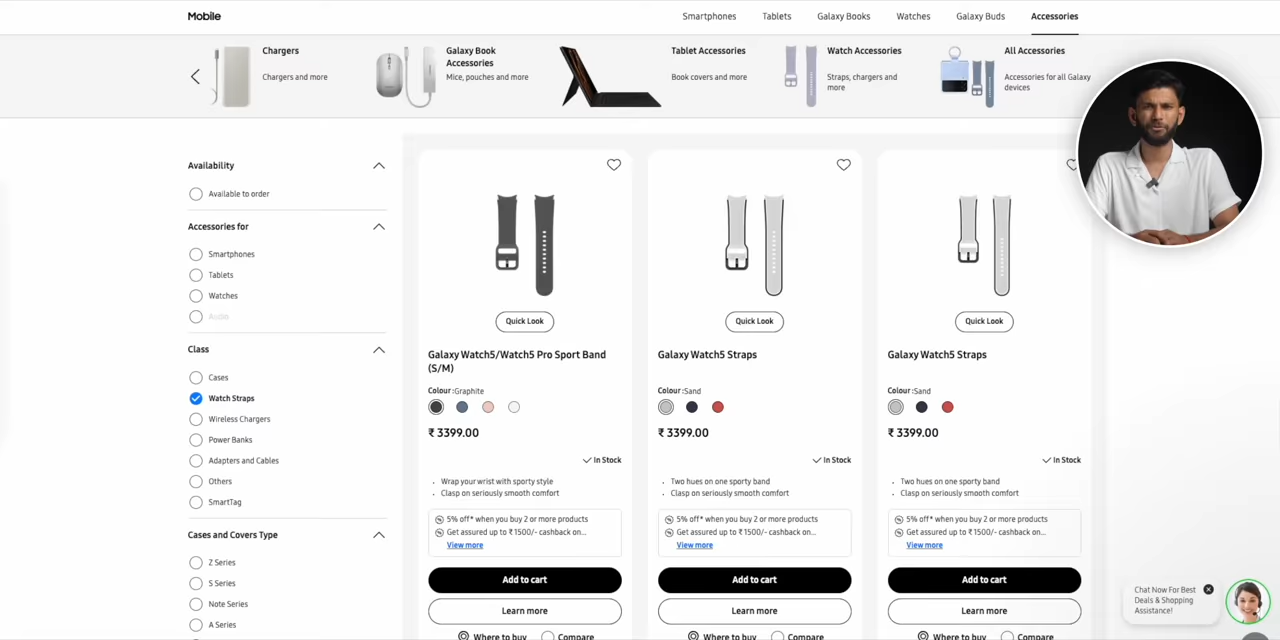 Mobile
Smartphones
Tablets
Galaxy Books
Watches
Galaxy Buds
Accessories
Chargers
Chargers and more
Galaxy Book
Accessories
Mice, pouches and more
Tablet Accessories
Book covers and more
Watch Accessories
Straps, chargers and
more
All Accessories
Accessories for all Galaxy
devices
Availability
Available to order
Accessories for
Smartphones
Tablets
Watches
Audio
Class
Cases
Watch Straps
Wireless Chargers
Power Banks
Adapters and Cables
Others
SmartTag
Cases and Covers Type
Z Series
S Series
Note Series
A Series
Quick Look
Galaxy Watch5/Watch5 Pro Sport Band
(S/M)
Colour :Graphite
₹ 3399.00
In Stock
· Wrap your wrist with sporty style
· Clasp on seriously smooth comfort
5% off* when you buy 2 or more products
Get assured up to ₹ 1500/- cashback on...
View more
Add to cart
Learn more
Where to buy
Compare
Quick Look
Galaxy Watch5 Straps
Colour :Sand
₹ 3399.00
In Stock
· Two hues on one sporty band
· Clasp on seriously smooth comfort
5% off* when you buy 2 or more products
Get assured up to ₹ 1500/- cashback on...
View more
Add to cart
Learn more
Where to buy
Compare
Quick Look
Galaxy Watch5 Straps
Colour :Sand
₹ 3399.00
In Stock
· Two hues on one sporty band
· Clasp on seriously smooth comfort
5% off* when you buy 2 or more products
Get assured up to ₹ 1500/- cashback on...
View more
Add to cart
Learn more
Where to buy
Compare
Chat Now For Best
Deals & Shopping
Assistance!